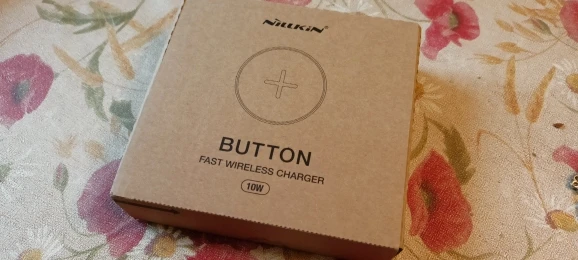 NiLLKiN®
BUTTON
FAST WIRELESS CHARGER
10W